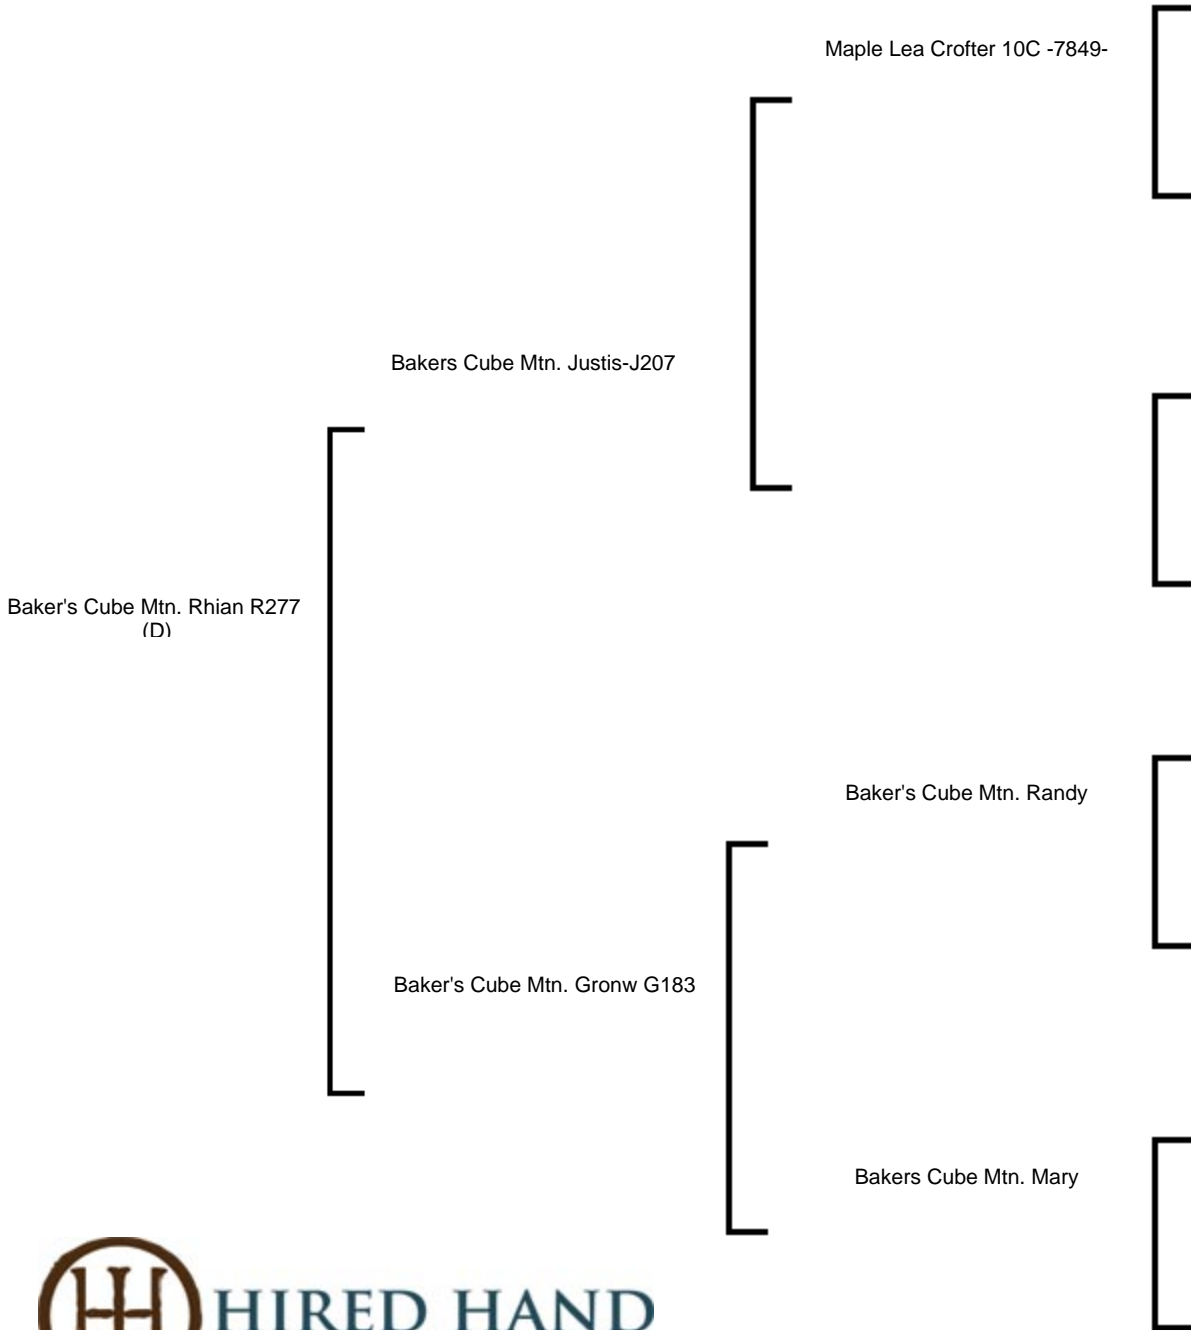 Maple Lea Crofter 10C -7849-
Bakers Cube Mtn. Justis-J207
Baker's Cube Mtn. Rhian R277
(D)
Baker's Cube Mtn. Randy
Baker's Cube Mtn. Gronw G183
Bakers Cube Mtn. Mary
HIRED HAND